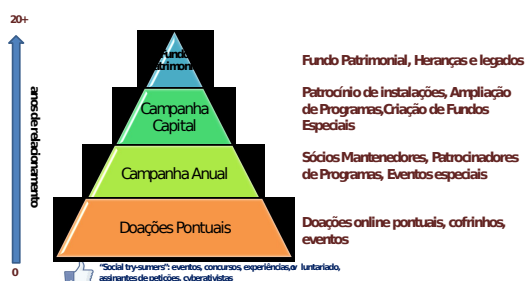 20+
anos de relacionamento
0
Fundo
Patrimonial
Campanha
Capital
Campanha Anual
Doações Pontuais
Fundo Patrimonial, Heranças e legados
Patrocínio de instalações, Ampliação
de Programas,Criação de Fundos
Especiais
Sócios Mantenedores, Patrocinadores
de Programas, Eventos especiais
Doações online pontuais, cofrinhos,
eventos
"Social try-sumers": eventos, concursos, experiências, luntariado,
assinantes de petições, cyberativistas